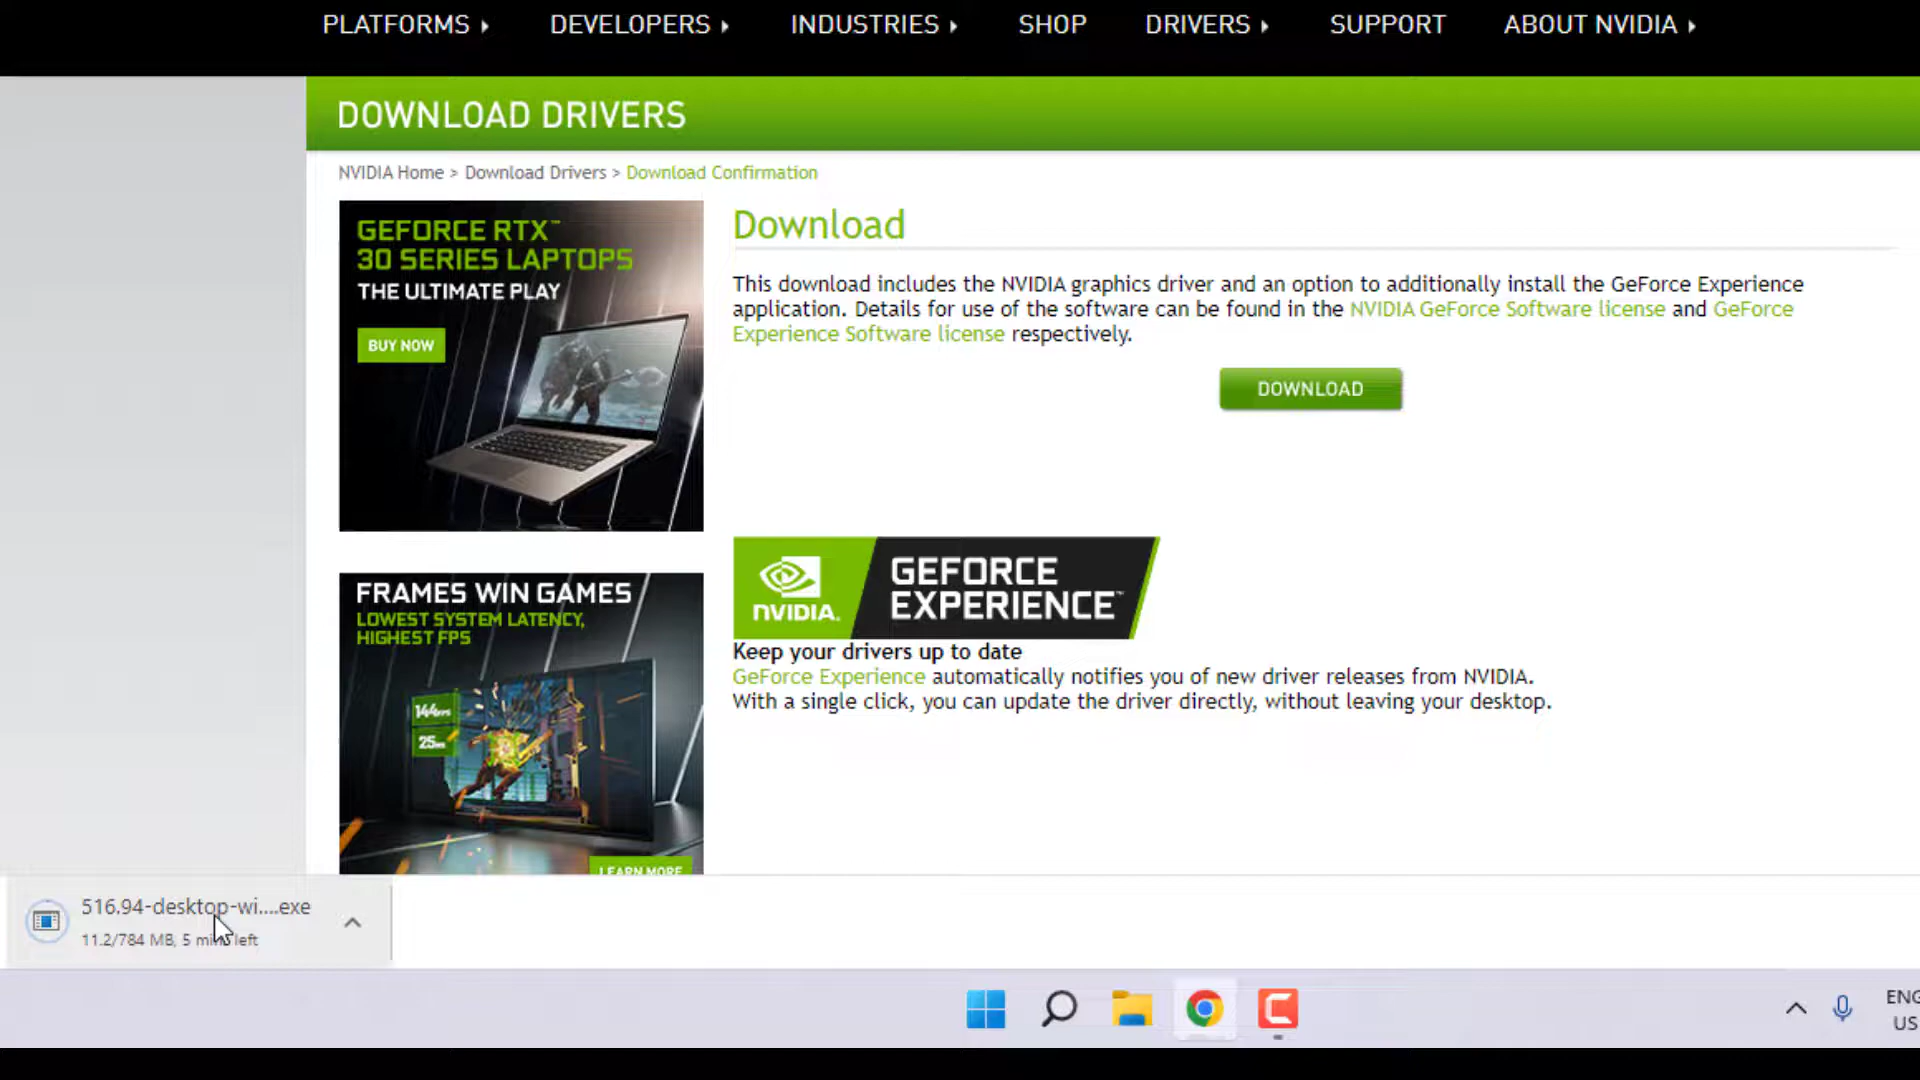 PLATFORMS DEVELOPERS INDUSTRIES SHOP DRIVERS SUPPORT ABOUT NVIDIA
DOWNLOAD DRIVERS
NVIDIA Home > Download Drivers > Download Confirmation
GEFORCE RTX™
30 SERIES LAPTOPS
THE ULTIMATE PLAY
BUY NOW
Download
This download includes the NVIDIA graphics driver and an option to additionally install the GeForce Experience
application. Details for use of the software can be found in the NVIDIA GeForce Software license and GeForce
Experience Software license respectively.
DOWNLOAD
FRAMES WIN GAMES
LOWEST SYSTEM LATENCY,
HIGHEST FPS
144FPS
25ms
LEARN MORE
NVIDIA.
GEFORCE
EXPERIENCE™
Keep your drivers up to date
GeForce Experience automatically notifies you of new driver releases from NVIDIA.
With a single click, you can update the driver directly, without leaving your desktop.
516.94-desktop-wi....exe
11.2/784 MB, 5 mins left
ENG
US